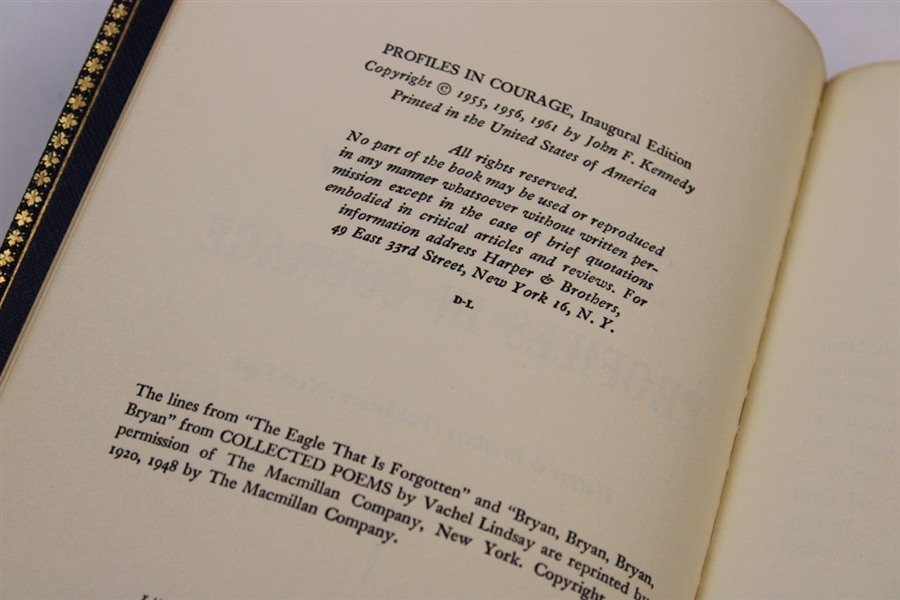 PROFILES IN COURAGE, Inaugural Edition
Copyright © 1955, 1956, 1961 by John F. Kennedy
Printed in the United States of America
All rights reserved.
No part of the book may be used or reproduced
in any manner whatsoever without written per-
mission except in the case of brief quotations
embodied in critical articles and reviews. For
information address Harper & Brothers,
49 East 33rd Street, New York 16, N. Y.
D-L
The lines from "The Eagle That Is Forgotten" and "Bryan, Bryan, Bryan,
Bryan" from COLLECTED POEMS by Vachel Lindsay are reprinted by
permission of The Macmillan Company, New York. Copyright
1920, 1948 by The Macmillan Company.